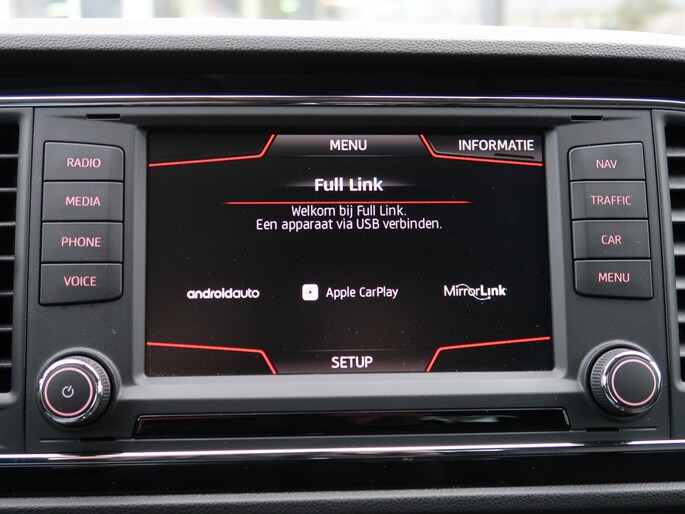 RADIO
MEDIA
PHONE
VOICE
MENU
INFORMATIE
Full Link
Welkom bij Full Link.
Een apparaat via USB verbinden.
androidauto
Apple CarPlay
MirrorLink
SETUP
NAV
TRAFFIC
CAR
MENU